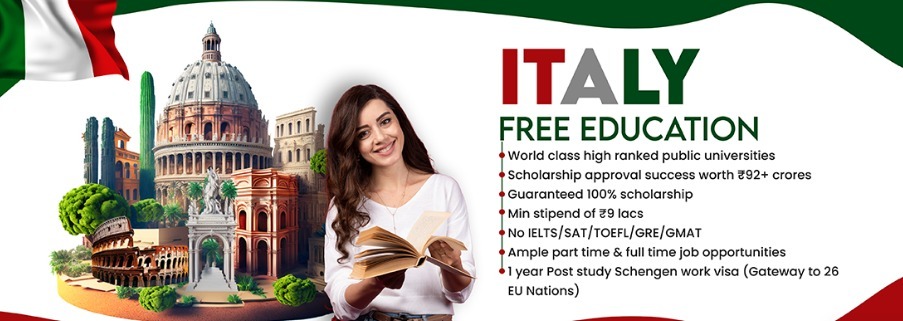 ITALY
FREE EDUCATION
World class high ranked public universities
Scholarship approval success worth ₹92+ crores
Guaranteed 100% scholarship
Min stipend of ₹9 lacs
No IELTS/SAT/TOEFL/GRE/GMAT
Ample part time & full time job opportunities
1 year Post study Schengen work visa (Gateway to 26
EU Nations)